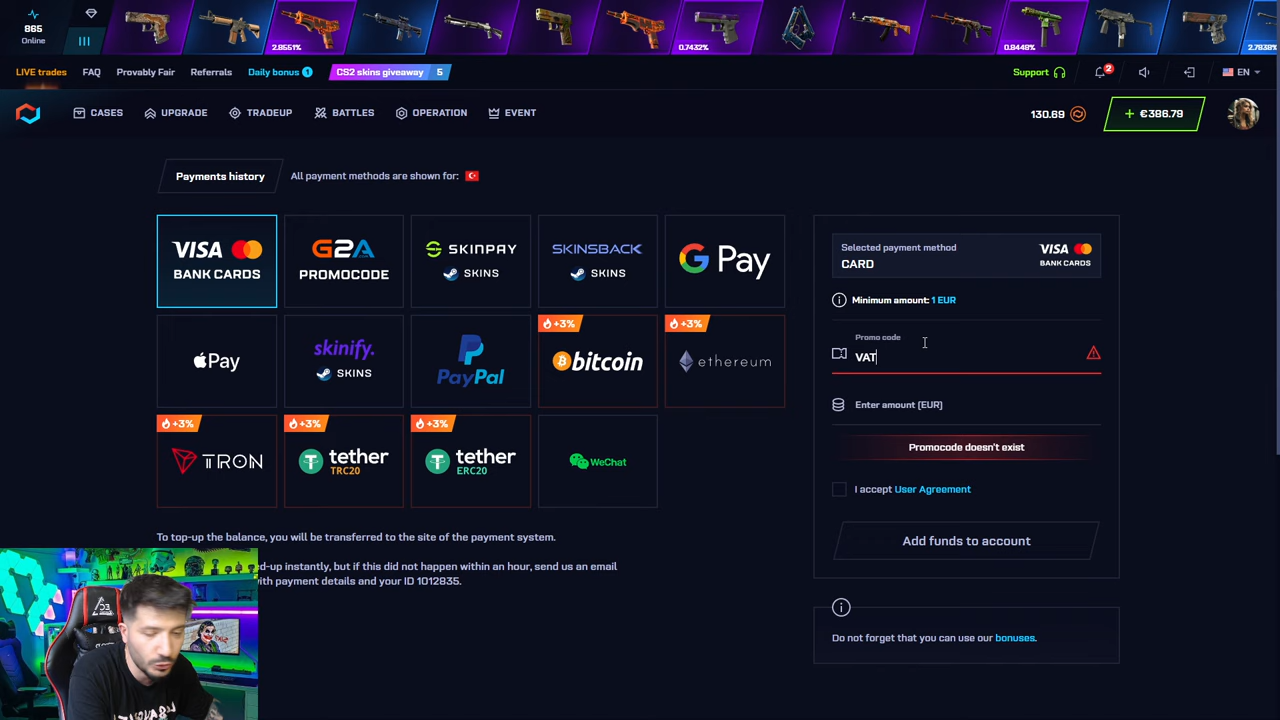 865
Online
2.8551%
0.7432%
0.8448%
2.7838%
LIVE trades
FAQ
Provably Fair
Referrals
Daily bonus 1
CS2 skins giveaway 5
Support
2
EN
CASES
UPGRADE
TRADEUP
BATTLES
OPERATION
EVENT
130.69
+ €386.79
Payments history
All payment methods are shown for:
VISA
BANK CARDS
G2A
PROMOCODE
SKINPAY
SKINS
SKINSBACK
SKINS
G Pay
Pay
skinify.
SKINS
PayPal
+3%
bitcoin
+3%
ethereum
+3%
TRON
+3%
tether
TRC20
+3%
tether
ERC20
WeChat
To top-up the balance, you will be transferred to the site of the payment system.
d-up instantly, but if this did not happen within an hour, send us an email
ith payment details and your ID 1012835.
Selected payment method
CARD
VISA
BANK CARDS
Minimum amount: 1 EUR
Promo code
VAT
Enter amount (EUR)
Promocode doesn't exist
I accept User Agreement
Add funds to account
Do not forget that you can use our bonuses.